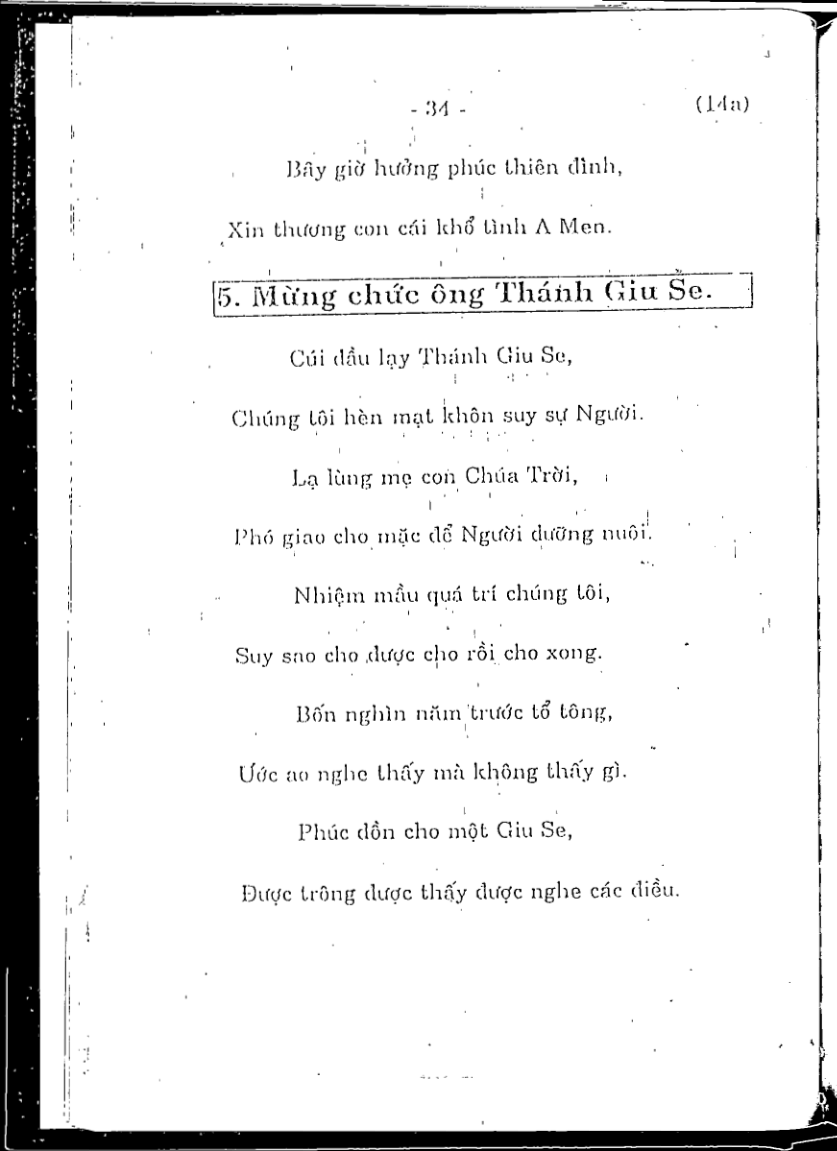 - 34 - (14a)
Bây giờ hưởng phúc thiên đình,
Xin thương con cái khổ tình A Men.
5. Mừng chức ông Thánh Giu Se.
Cúi đầu lạy Thánh Giu Se,
Chúng tôi hèn mạt khôn suy sự Người.
Lạ lùng mẹ con Chúa Trời,
Phó giao cho mặc để Người dưỡng nuôi.
Nhiệm mầu quá trí chúng tôi,
Suy sao cho được cho rồi cho xong.
Bốn nghìn năm trước tổ tông,
Ước ao nghe thấy mà không thấy gì.
Phúc dồn cho một Giu Se,
Được trông được thấy được nghe các điều.